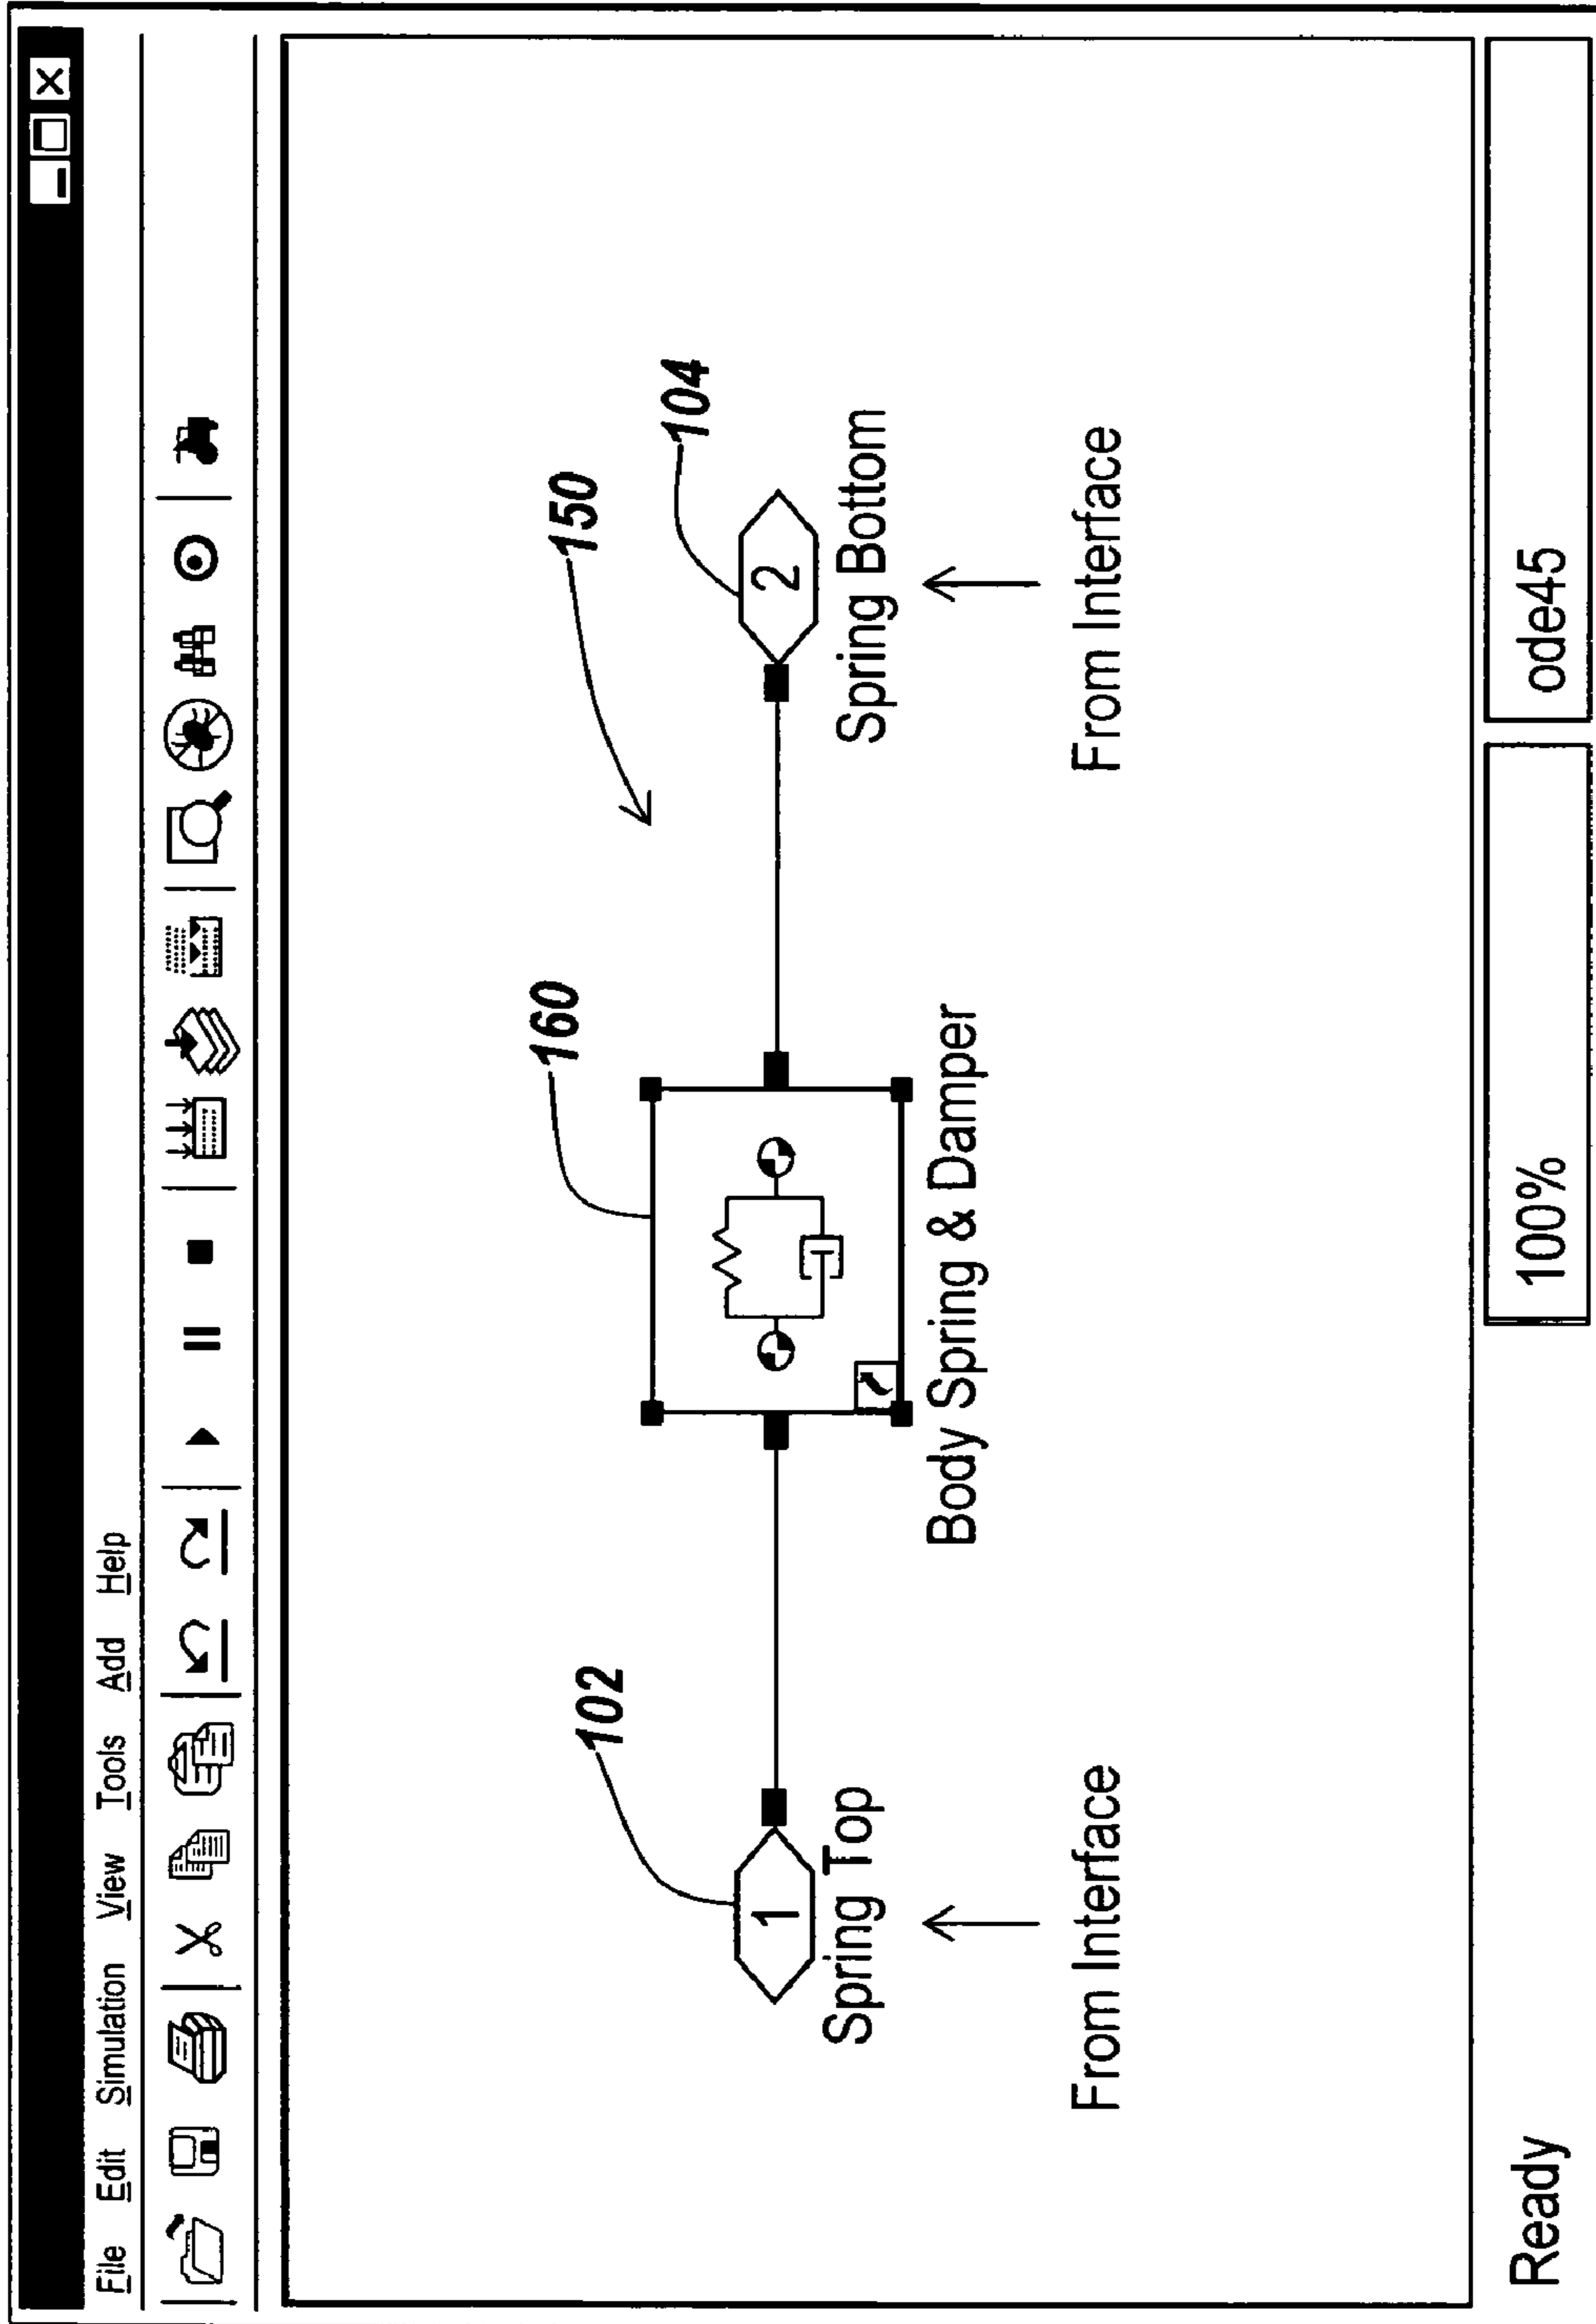 File Edit Simulation View Tools Add Help
160
150
102
104
1
2
Spring Top
Body Spring & Damper
Spring Bottom
From Interface
From Interface
Ready
100%
ode45